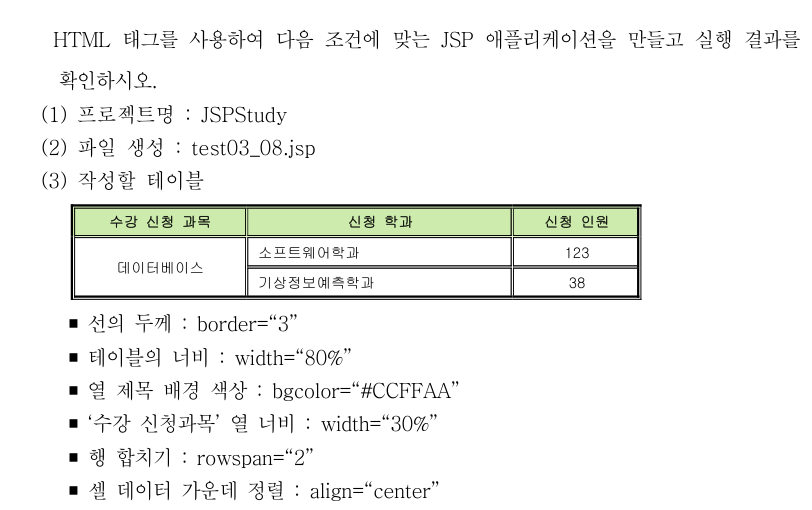 HTML 태그를 사용하여 다음 조건에 맞는 JSP 애플리케이션을 만들고 실행 결과를
확인하시오.
(1) 프로젝트명 : JSPStudy
(2) 파일 생성 : test03_08.jsp
(3) 작성할 테이블
수강 신청 과목 신청 학과 신청 인원
데이터베이스 소프트웨어학과 123
기상정보예측학과 38
■ 선의 두께 : border=“3”
■ 테이블의 너비 : width=“80%”
■ 열 제목 배경 색상 : bgcolor=“#CCFFAA”
■ ‘수강 신청과목’ 열 너비 : width=“30%”
■ 행 합치기 : rowspan=“2”
■ 셀 데이터 가운데 정렬 : align=“center”